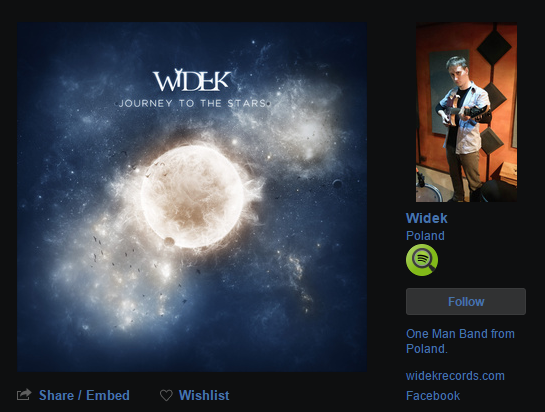 WIDEK
JOURNEY TO THE STARS
Widek
Poland
Follow
One Man Band from
Poland.
widekrecords.com
Facebook
Share / Embed
Wishlist